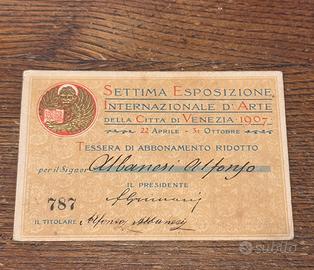 SETTIMA ESPOSIZIONE
INTERNAZIONALE D'ARTE
DELLA CITTÀ DI VENEZIA · 1907
22 APRILE - 31 OTTOBRE
TESSERA DI ABBONAMENTO RIDOTTO
per il Signor Albanesi Alfonso
IL PRESIDENTE
787
IL TITOLARE Alfonso Albanesi
subito